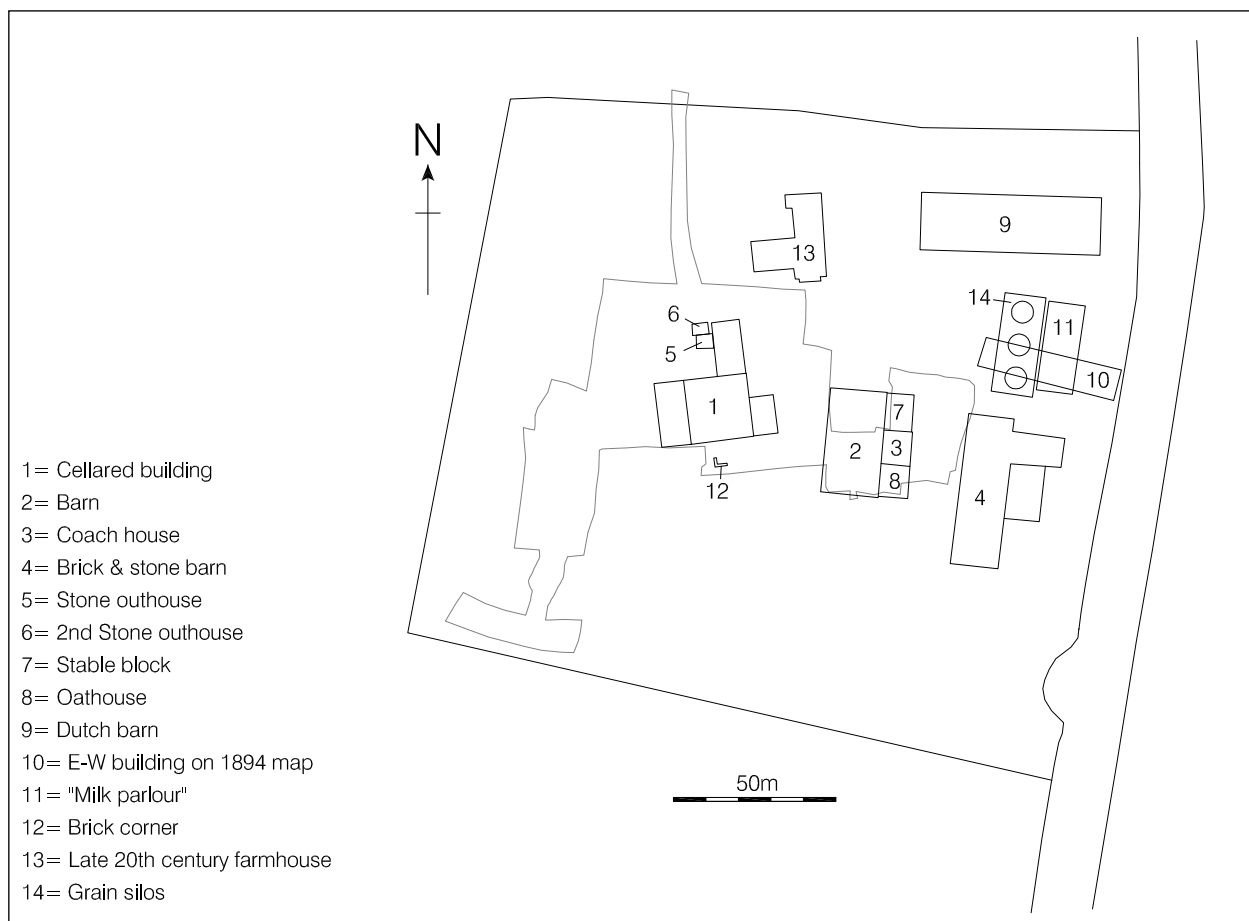 N
14
13
9
11
6
5
10
1
7
2
3
8
12
4
1= Cellared building
2= Barn
3= Coach house
4= Brick & stone barn
5= Stone outhouse
6= 2nd Stone outhouse
7= Stable block
8= Oathouse
9= Dutch barn
10= E-W building on 1894 map
11= "Milk parlour"
12= Brick corner
13= Late 20th century farmhouse
14= Grain silos
50m